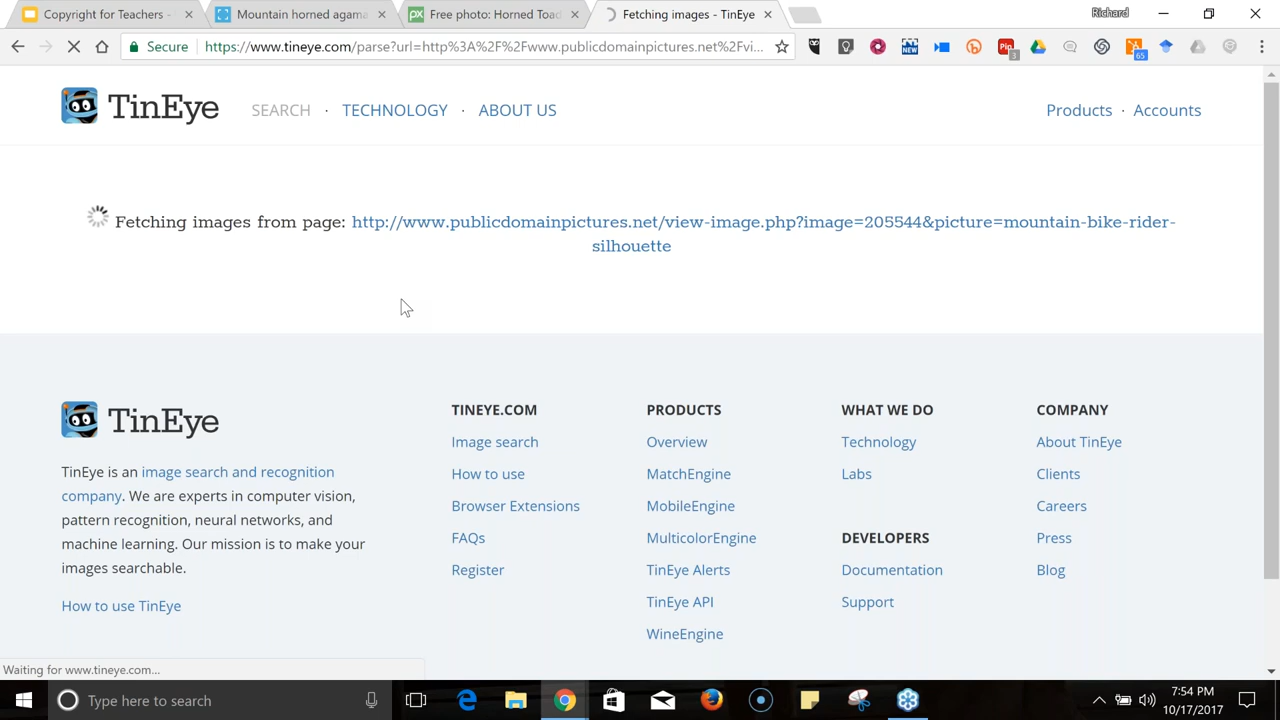 Copyright for Teachers -
Mountain horned agama
Free photo: Horned Toad
Fetching images - TinEye
Richard
Secure
https://www.tineye.com/parse?url=http%3A%2F%2Fwww.publicdomainpictures.net%2Fvi...
NEW
Pin
3
65
TinEye
SEARCH · TECHNOLOGY · ABOUT US
Products · Accounts
Fetching images from page: http://www.publicdomainpictures.net/view-image.php?image=205544&picture=mountain-bike-rider-
silhouette
TinEye
TinEye is an image search and recognition
company. We are experts in computer vision,
pattern recognition, neural networks, and
machine learning. Our mission is to make your
images searchable.
How to use TinEye
TINEYE.COM
Image search
How to use
Browser Extensions
FAQs
Register
PRODUCTS
Overview
MatchEngine
MobileEngine
MulticolorEngine
TinEye Alerts
TinEye API
WineEngine
WHAT WE DO
Technology
Labs
DEVELOPERS
Documentation
Support
COMPANY
About TinEye
Clients
Careers
Press
Blog
Waiting for www.tineye.com...
Type here to search
7:54 PM
10/17/2017